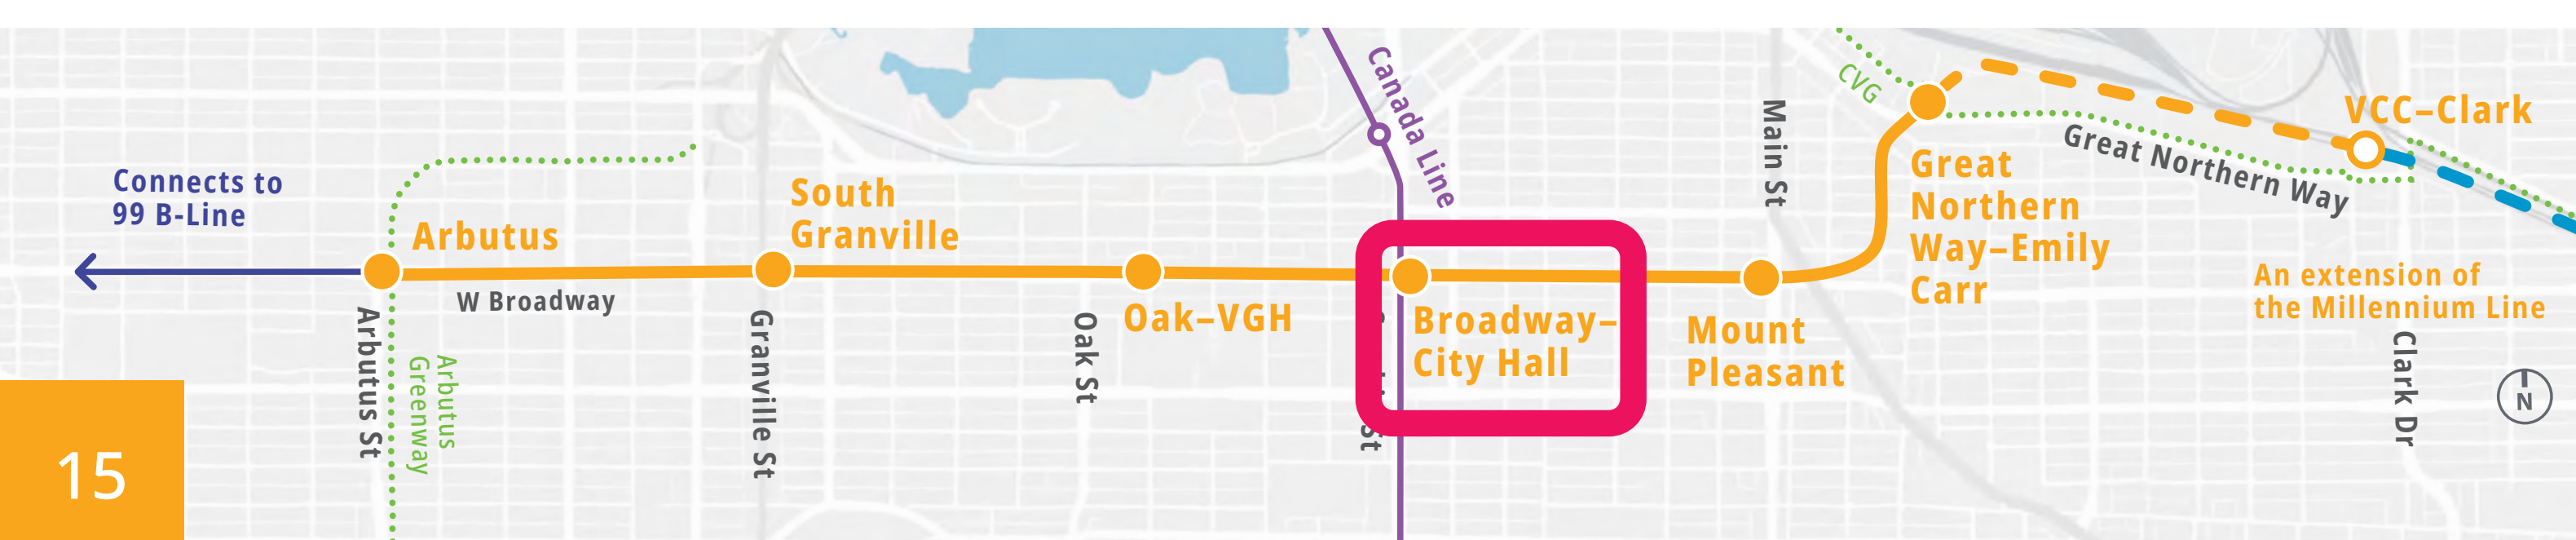 Canada Line
CVG
VCC–Clark
Main St
Great Northern Way
Connects to
99 B-Line
Arbutus
South
Granville
Great
Northern
Way–Emily
Carr
W Broadway
Oak–VGH
Broadway–
City Hall
Mount
Pleasant
An extension of
the Millennium Line
Arbutus St
Arbutus
Greenway
Granville St
Oak St
St
Clark Dr
N
15